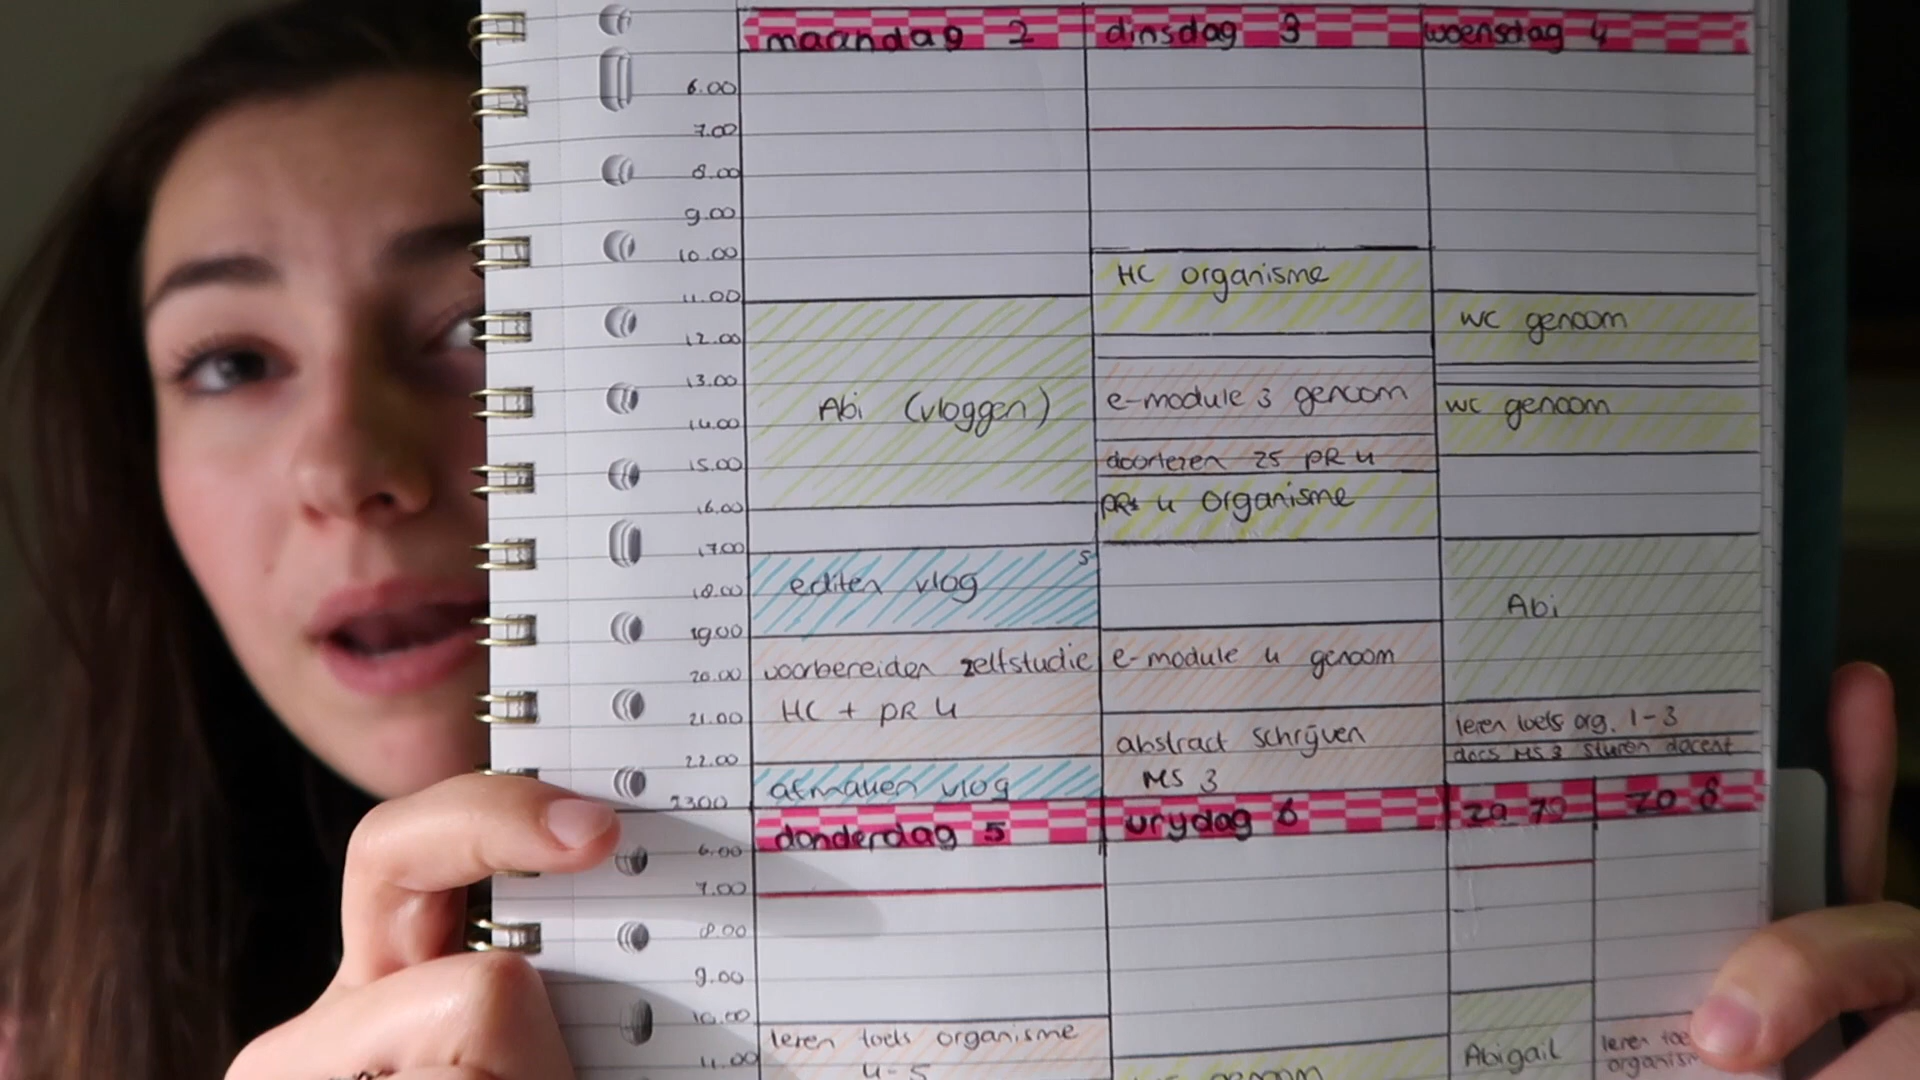 maandag 2
dinsdag 3
woensdag 4
6.00
7.00
8.00
9.00
10.00
11.00
12.00
13.00
14.00
15.00
16.00
17.00
18.00
19.00
20.00
21.00
22.00
23.00
Abi (vloggen)
editen vlog
voorbereiden zelfstudie
HC + PR 4
afmaken vlog
HC organisme
e-module 3 genoom
doorlezen ZS PR 4
PR 4 organisme
e-module 4 genoom
abstract schrijven
MS 3
WC genoom
WC genoom
Abi
leren toets org. 1-3
docs MS 3 sturen docent
donderdag 5
vrijdag 6
za 7
zo 8
6.00
7.00
8.00
9.00
10.00
11.00
leren toets organisme
4-5
genoom
Abigail
leren